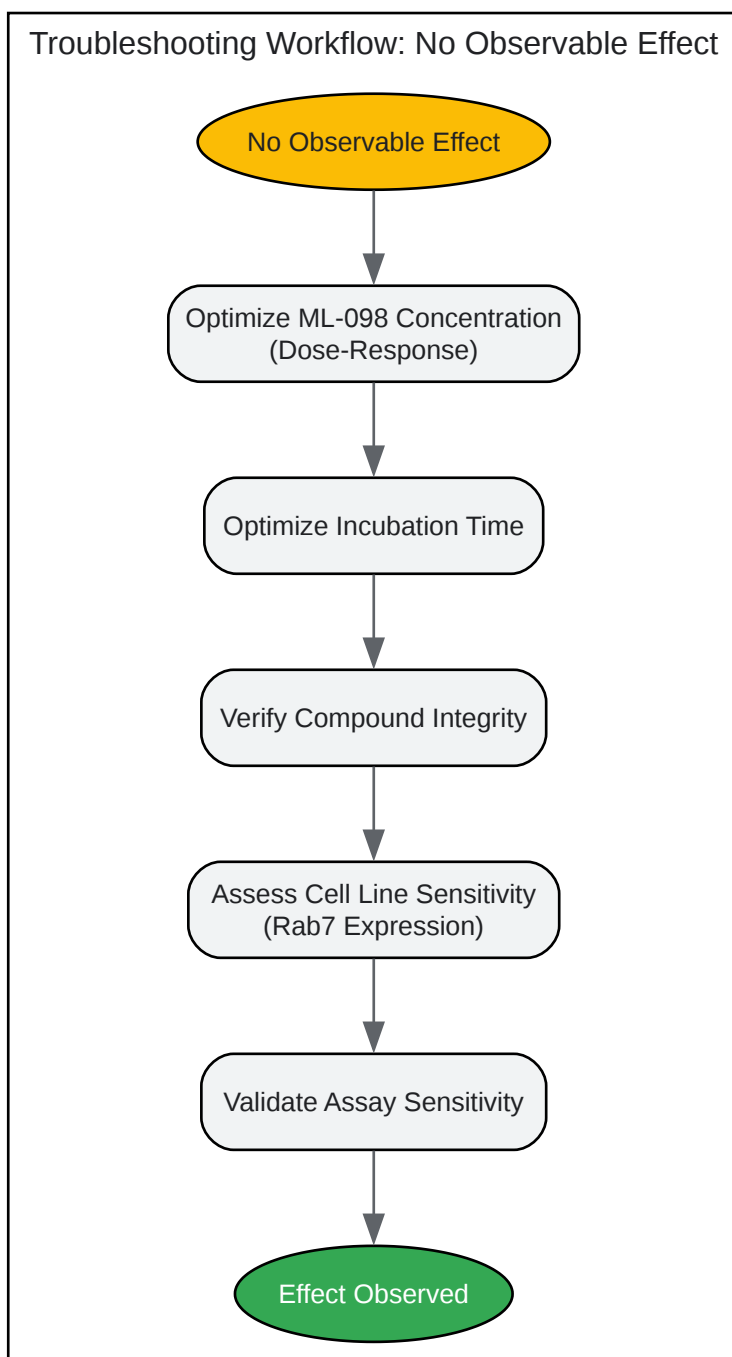 Troubleshooting Workflow: No Observable Effect
No Observable Effect
Optimize ML-098 Concentration
(Dose-Response)
Optimize Incubation Time
Verify Compound Integrity
Assess Cell Line Sensitivity
(Rab7 Expression)
Validate Assay Sensitivity
Effect Observed